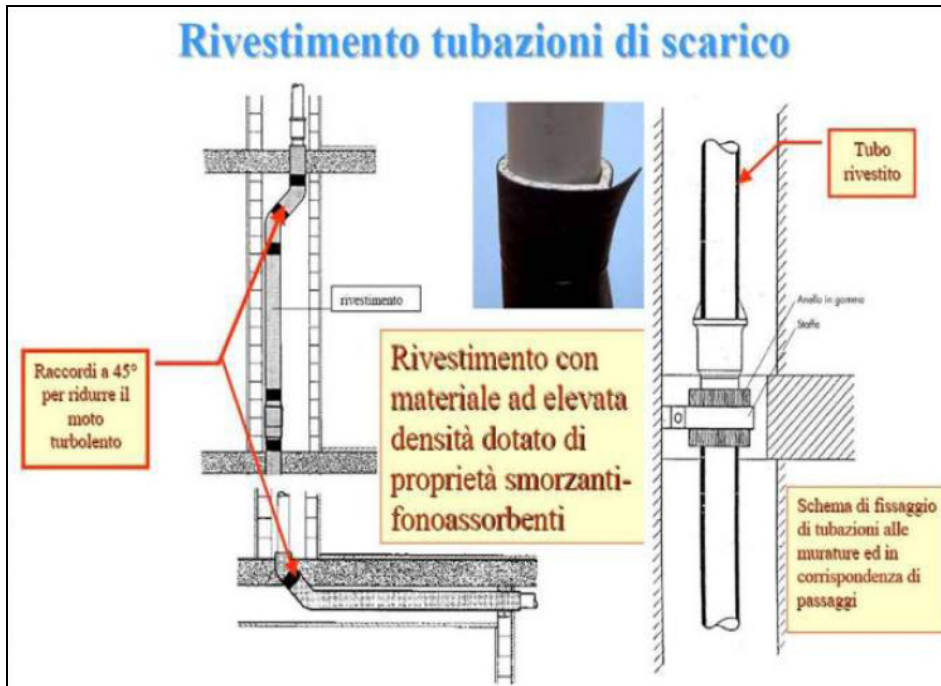 Rivestimento tubazioni di scarico
Tubo
rivestito
rivestimento
Anello in gomma
Staffa
Raccordi a 45°
per ridurre il
moto
turbolento
Rivestimento con
materiale ad elevata
densità dotato di
proprietà smorzanti-
fonoassorbenti
Schema di fissaggio
di tubazioni alle
murature ed in
corrispondenza di
passaggi